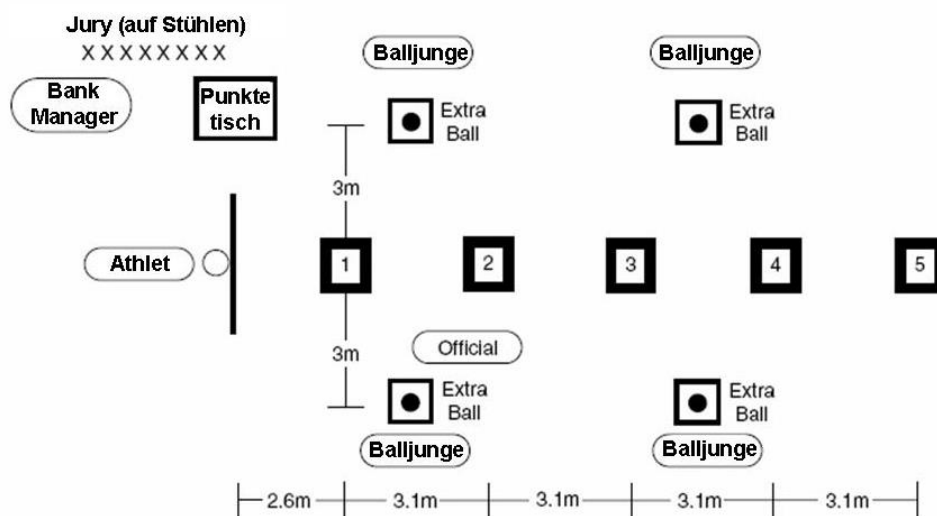 Jury (auf Stühlen)
X X X X X X X X
Bank
Manager
Punkte
tisch
Balljunge
Balljunge
Extra
Ball
Extra
Ball
3m
Athlet
1
2
3
4
5
3m
Official
Extra
Ball
Extra
Ball
Balljunge
Balljunge
2.6m
3.1m
3.1m
3.1m
3.1m